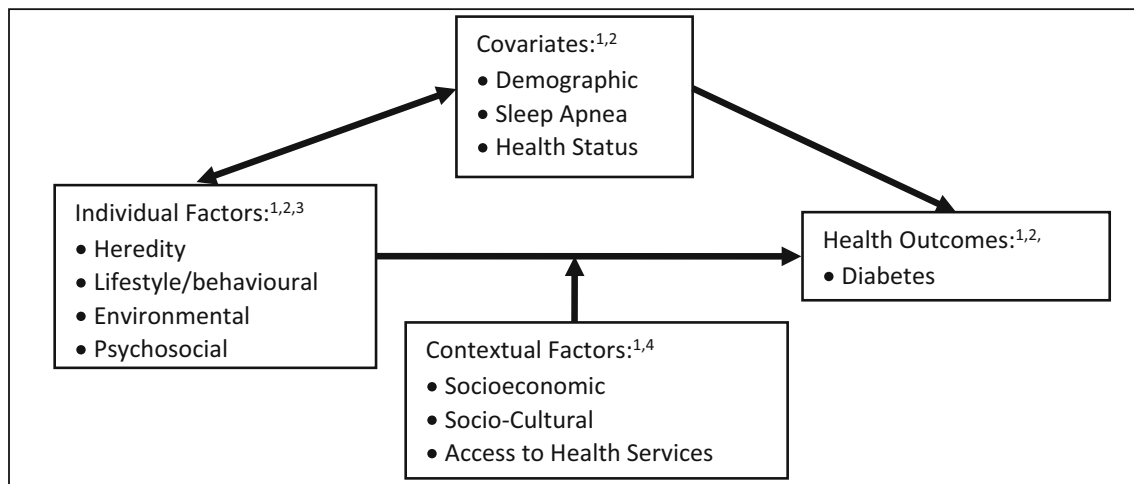 Covariates:1,2
• Demographic
• Sleep Apnea
• Health Status
Individual Factors:1,2,3
• Heredity
• Lifestyle/behavioural
• Environmental
• Psychosocial
Health Outcomes:1,2,
• Diabetes
Contextual Factors:1,4
• Socioeconomic
• Socio-Cultural
• Access to Health Services